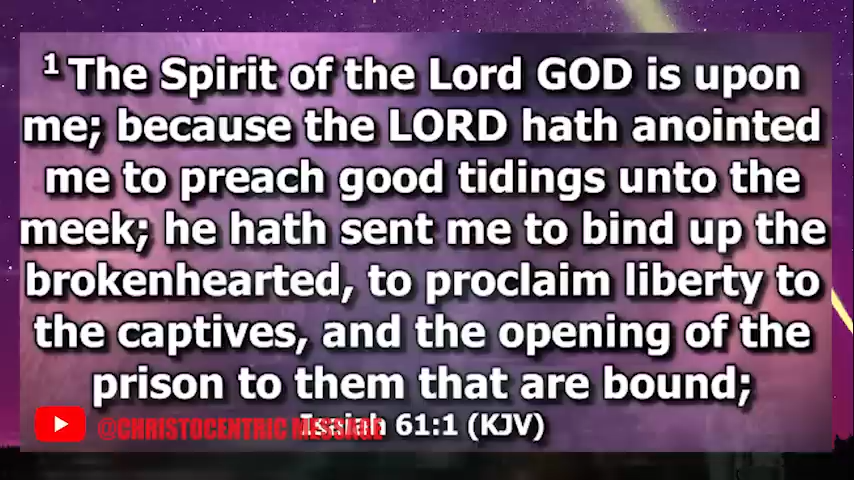 1 The Spirit of the Lord GOD is upon
me; because the LORD hath anointed
me to preach good tidings unto the
meek; he hath sent me to bind up the
brokenhearted, to proclaim liberty to
the captives, and the opening of the
prison to them that are bound;
Isaiah 61:1 (KJV)
@CHRISTOCENTRIC MESSAGE